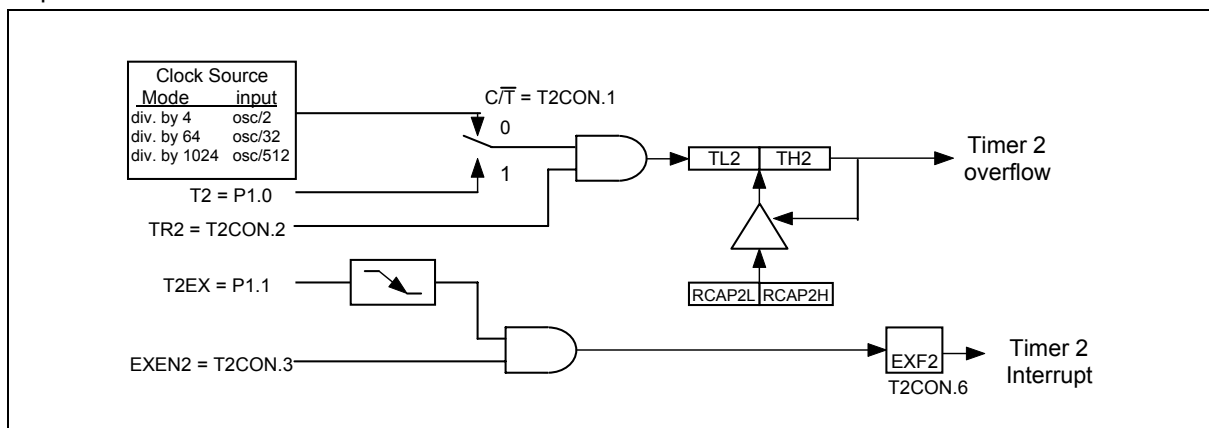 Clock Source
Mode input
div. by 4 osc/2
div. by 64 osc/32
div. by 1024 osc/512
C/T̅ = T2CON.1
0
1
T2 = P1.0
TR2 = T2CON.2
TL2 TH2
Timer 2
overflow
RCAP2L RCAP2H
T2EX = P1.1
EXEN2 = T2CON.3
EXF2
T2CON.6
Timer 2
Interrupt